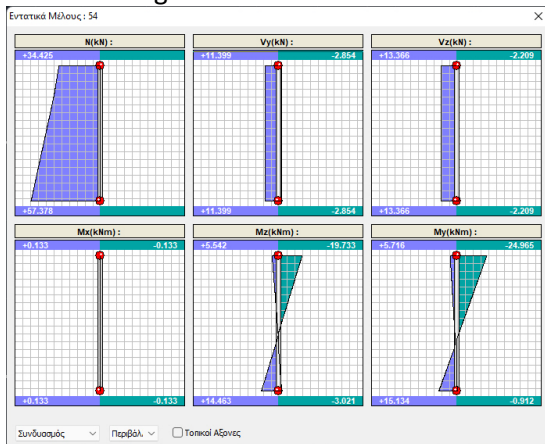 Εντατικά Μέλους : 54
N(kN) : Vy(kN) : Vz(kN) :
+34.425 +11.399 -2.854 +13.366 -2.209
+57.378 +11.399 -2.854 +13.366 -2.209
Mx(kNm) : Mz(kNm) : My(kNm) :
+0.133 -0.133 +5.542 -19.733 +5.716 -24.965
+0.133 -0.133 +14.463 -3.021 +15.134 -0.912
Συνδυασμός Περιβάλ. Τοπικοί Αξονες